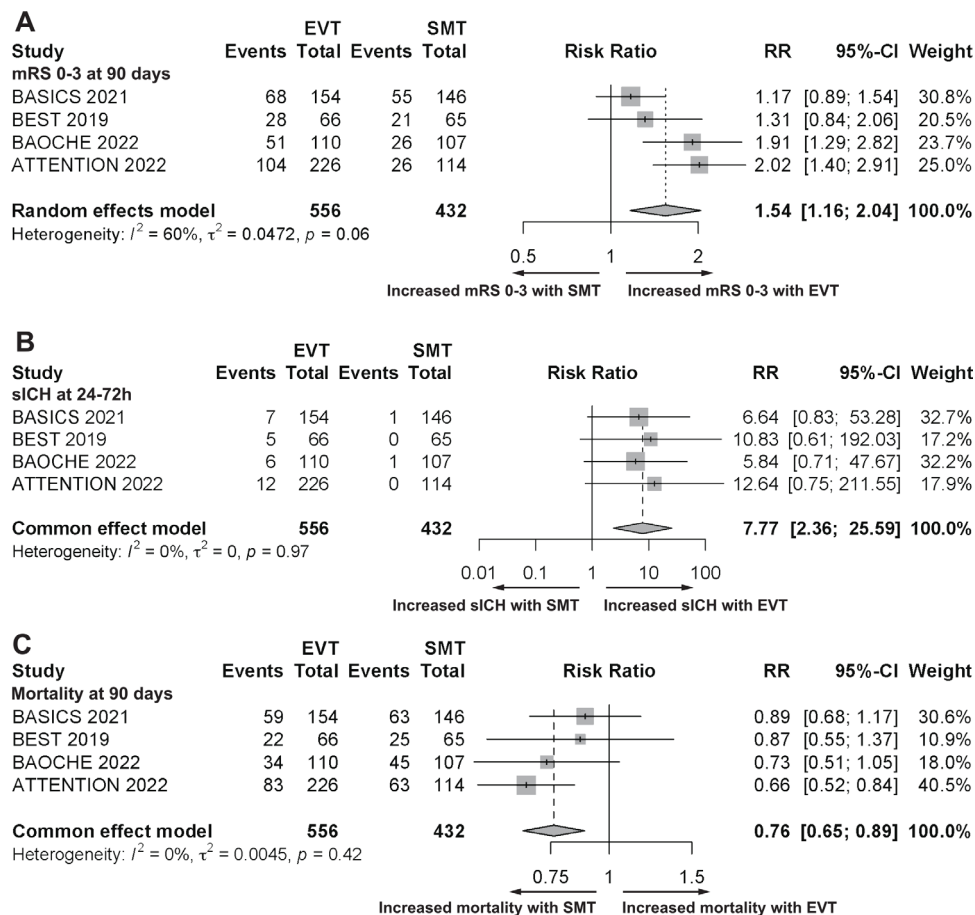 A
EVT SMT
Study Events Total Events Total Risk Ratio RR 95%-CI Weight
mRS 0-3 at 90 days
BASICS 2021 68 154 55 146 1.17 [0.89; 1.54] 30.8%
BEST 2019 28 66 21 65 1.31 [0.84; 2.06] 20.5%
BAOCHE 2022 51 110 26 107 1.91 [1.29; 2.82] 23.7%
ATTENTION 2022 104 226 26 114 2.02 [1.40; 2.91] 25.0%
Random effects model 556 432 1.54 [1.16; 2.04] 100.0%
Heterogeneity: I² = 60%, τ² = 0.0472, p = 0.06
0.5 1 2
Increased mRS 0-3 with SMT Increased mRS 0-3 with EVT
B
EVT SMT
Study Events Total Events Total Risk Ratio RR 95%-CI Weight
sICH at 24-72h
BASICS 2021 7 154 1 146 6.64 [0.83; 53.28] 32.7%
BEST 2019 5 66 0 65 10.83 [0.61; 192.03] 17.2%
BAOCHE 2022 6 110 1 107 5.84 [0.71; 47.67] 32.2%
ATTENTION 2022 12 226 0 114 12.64 [0.75; 211.55] 17.9%
Common effect model 556 432 7.77 [2.36; 25.59] 100.0%
Heterogeneity: I² = 0%, τ² = 0, p = 0.97
0.01 0.1 1 10 100
Increased sICH with SMT Increased sICH with EVT
C
EVT SMT
Study Events Total Events Total Risk Ratio RR 95%-CI Weight
Mortality at 90 days
BASICS 2021 59 154 63 146 0.89 [0.68; 1.17] 30.6%
BEST 2019 22 66 25 65 0.87 [0.55; 1.37] 10.9%
BAOCHE 2022 34 110 45 107 0.73 [0.51; 1.05] 18.0%
ATTENTION 2022 83 226 63 114 0.66 [0.52; 0.84] 40.5%
Common effect model 556 432 0.76 [0.65; 0.89] 100.0%
Heterogeneity: I² = 0%, τ² = 0.0045, p = 0.42
0.75 1 1.5
Increased mortality with SMT Increased mortality with EVT